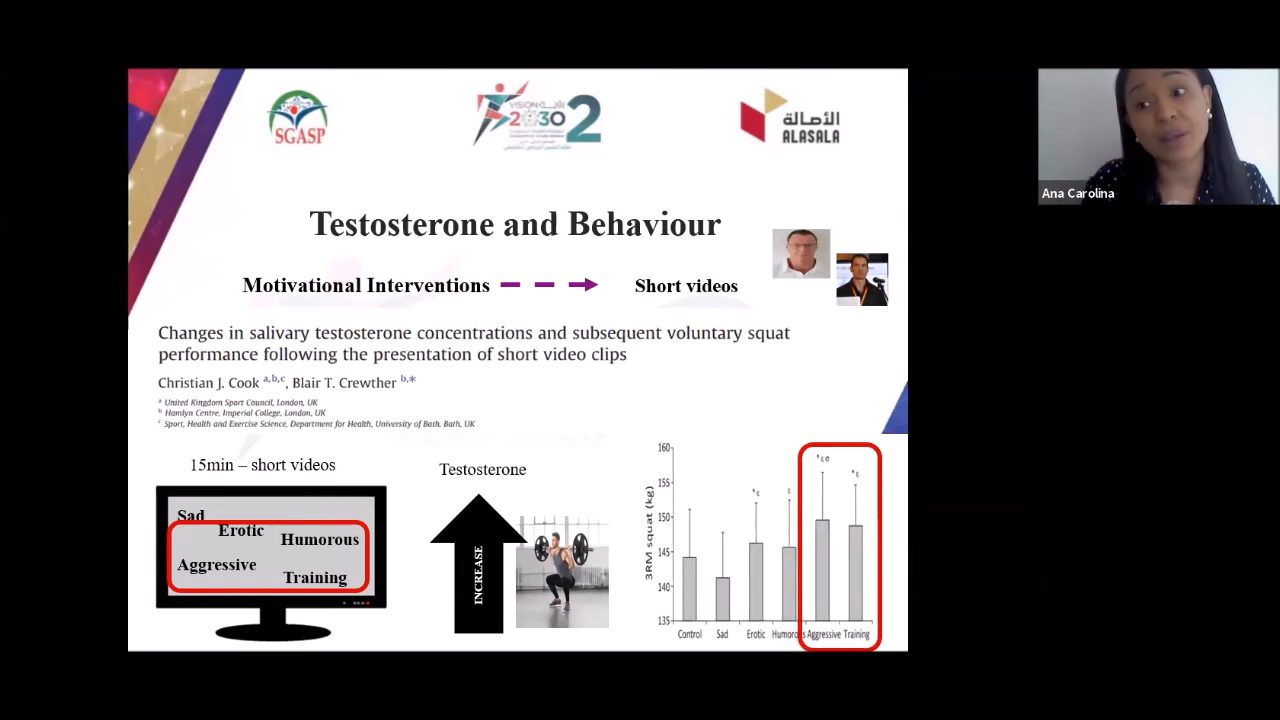 SGASP
VISION رؤية
2030 2
الأصالة
ALASALA
Ana Carolina
Testosterone and Behaviour
Motivational Interventions
Short videos
Changes in salivary testosterone concentrations and subsequent voluntary squat
performance following the presentation of short video clips
Christian J. Cook a,b,c, Blair T. Crewther b,*
a United Kingdom Sport Council, London, UK
b Hamlyn Centre, Imperial College, London, UK
c Sport, Health and Exercise Science, Department for Health, University of Bath. Bath, UK
15min – short videos
Sad
Erotic
Humorous
Aggressive
Training
Testosterone
INCREASE
3RM squat (kg)
160
155
150
145
140
135
* ε
ε
* ε σ
* ε
Control Sad Erotic Humorous Aggressive Training